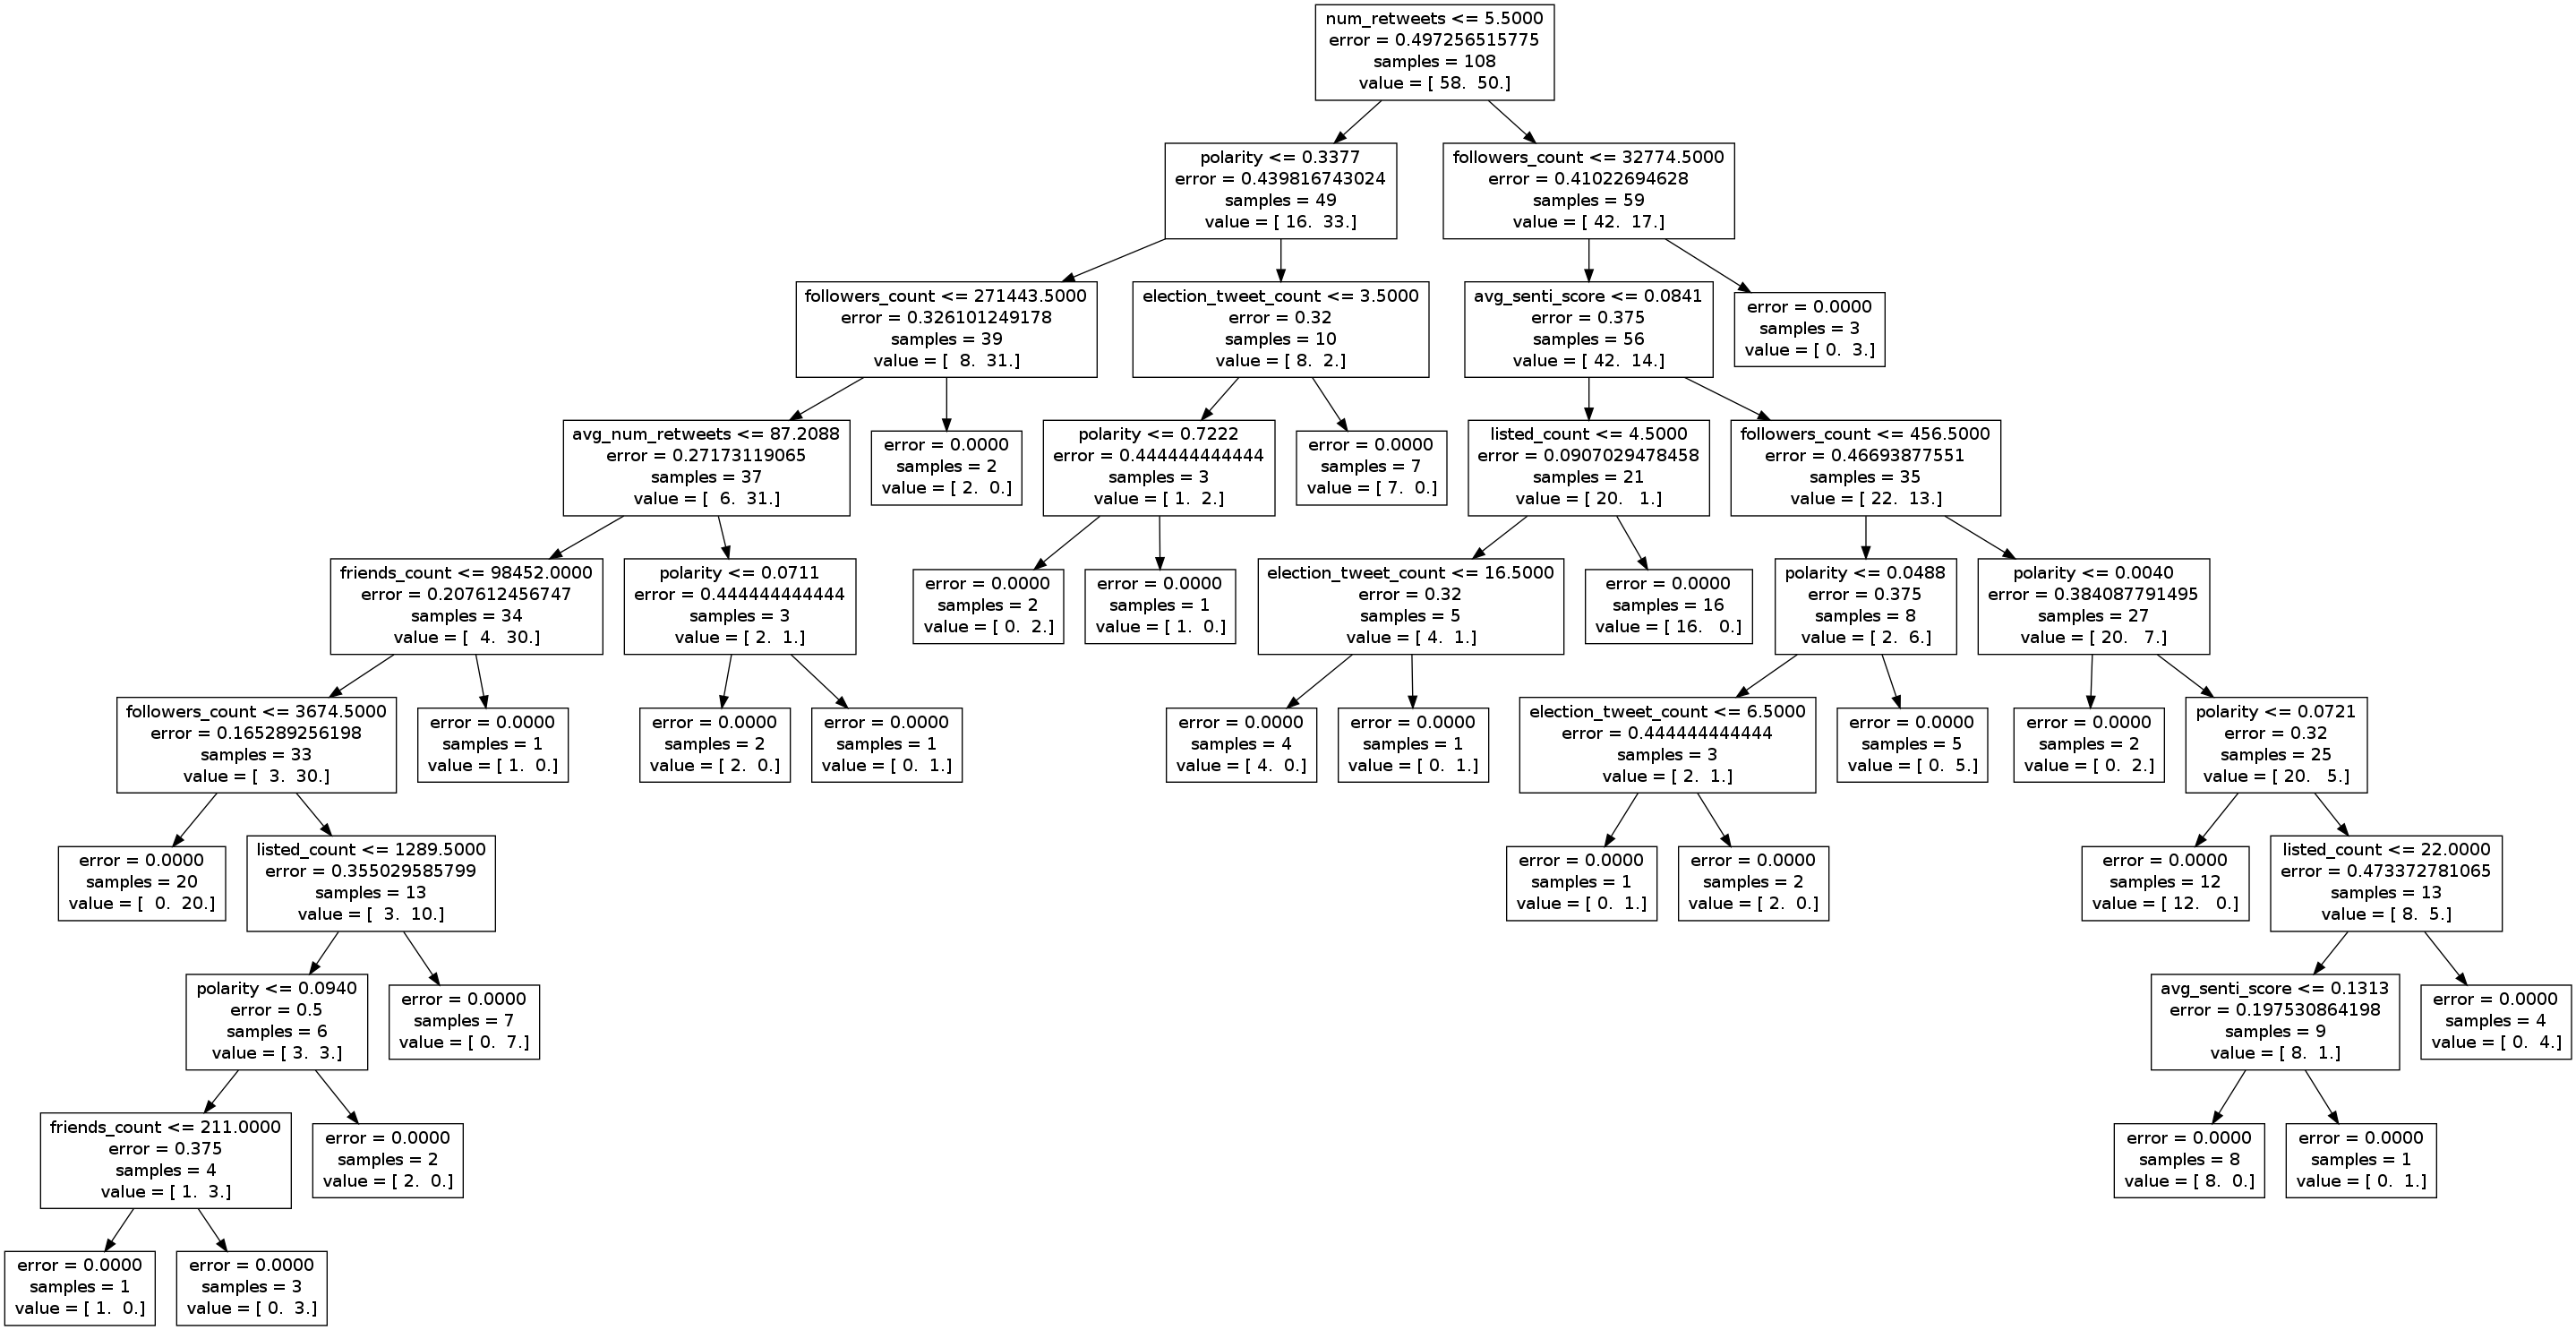 num_retweets <= 5.5000
error = 0.497256515775
samples = 108
value = [ 58.  50.]
polarity <= 0.3377
error = 0.439816743024
samples = 49
value = [ 16.  33.]
followers_count <= 32774.5000
error = 0.41022694628
samples = 59
value = [ 42.  17.]
followers_count <= 271443.5000
error = 0.326101249178
samples = 39
value = [  8.  31.]
election_tweet_count <= 3.5000
error = 0.32
samples = 10
value = [ 8.  2.]
avg_senti_score <= 0.0841
error = 0.375
samples = 56
value = [ 42.  14.]
error = 0.0000
samples = 3
value = [ 0.  3.]
avg_num_retweets <= 87.2088
error = 0.27173119065
samples = 37
value = [  6.  31.]
error = 0.0000
samples = 2
value = [ 2.  0.]
polarity <= 0.7222
error = 0.444444444444
samples = 3
value = [ 1.  2.]
error = 0.0000
samples = 7
value = [ 7.  0.]
listed_count <= 4.5000
error = 0.0907029478458
samples = 21
value = [ 20.   1.]
followers_count <= 456.5000
error = 0.46693877551
samples = 35
value = [ 22.  13.]
friends_count <= 98452.0000
error = 0.207612456747
samples = 34
value = [  4.  30.]
polarity <= 0.0711
error = 0.444444444444
samples = 3
value = [ 2.  1.]
error = 0.0000
samples = 2
value = [ 0.  2.]
error = 0.0000
samples = 1
value = [ 1.  0.]
election_tweet_count <= 16.5000
error = 0.32
samples = 5
value = [ 4.  1.]
error = 0.0000
samples = 16
value = [ 16.   0.]
polarity <= 0.0488
error = 0.375
samples = 8
value = [ 2.  6.]
polarity <= 0.0040
error = 0.384087791495
samples = 27
value = [ 20.   7.]
followers_count <= 3674.5000
error = 0.165289256198
samples = 33
value = [  3.  30.]
error = 0.0000
samples = 1
value = [ 1.  0.]
error = 0.0000
samples = 2
value = [ 2.  0.]
error = 0.0000
samples = 1
value = [ 0.  1.]
error = 0.0000
samples = 4
value = [ 4.  0.]
error = 0.0000
samples = 1
value = [ 0.  1.]
election_tweet_count <= 6.5000
error = 0.444444444444
samples = 3
value = [ 2.  1.]
error = 0.0000
samples = 5
value = [ 0.  5.]
error = 0.0000
samples = 2
value = [ 0.  2.]
polarity <= 0.0721
error = 0.32
samples = 25
value = [ 20.   5.]
error = 0.0000
samples = 20
value = [  0.  20.]
listed_count <= 1289.5000
error = 0.355029585799
samples = 13
value = [  3.  10.]
error = 0.0000
samples = 1
value = [ 0.  1.]
error = 0.0000
samples = 2
value = [ 2.  0.]
error = 0.0000
samples = 12
value = [ 12.   0.]
listed_count <= 22.0000
error = 0.473372781065
samples = 13
value = [ 8.  5.]
polarity <= 0.0940
error = 0.5
samples = 6
value = [ 3.  3.]
error = 0.0000
samples = 7
value = [ 0.  7.]
avg_senti_score <= 0.1313
error = 0.197530864198
samples = 9
value = [ 8.  1.]
error = 0.0000
samples = 4
value = [ 0.  4.]
friends_count <= 211.0000
error = 0.375
samples = 4
value = [ 1.  3.]
error = 0.0000
samples = 2
value = [ 2.  0.]
error = 0.0000
samples = 8
value = [ 8.  0.]
error = 0.0000
samples = 1
value = [ 0.  1.]
error = 0.0000
samples = 1
value = [ 1.  0.]
error = 0.0000
samples = 3
value = [ 0.  3.]